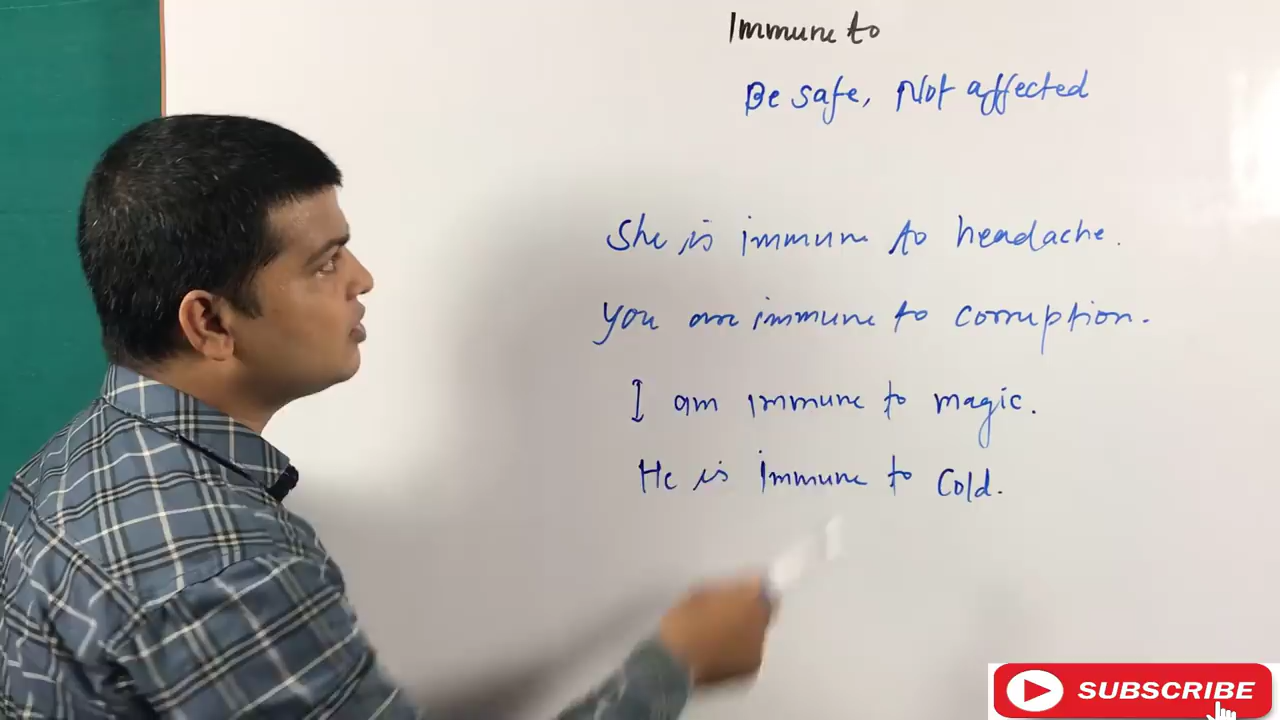 Immune to
Be safe, Not affected
She is immune to headache.
You are immune to corruption.
I am immune to magic.
He is immune to cold.
SUBSCRIBE